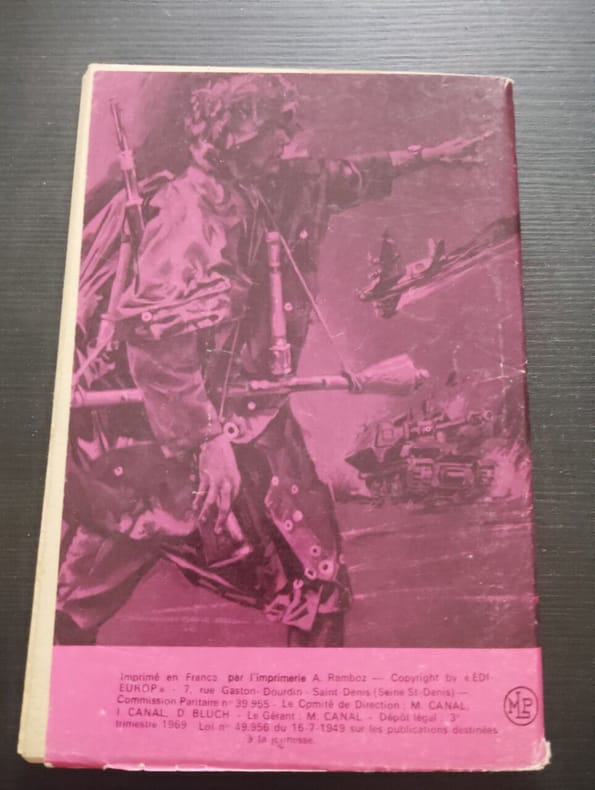 Imprimé en France par l'imprimerie A. Ramboz — Copyright by «EDI-
EUROP» - 7, rue Gaston-Dourdin - Saint-Denis (Seine St-Denis) —
Commission Paritaire n° 39.955 - Le Comité de Direction : M. CANAL,
I. CANAL, D. BLUCH - Le Gérant : M. CANAL - Dépôt légal : 3e
trimestre 1969 Loi n° 49.956 du 16-7-1949 sur les publications destinées
à la jeunesse.
MLP